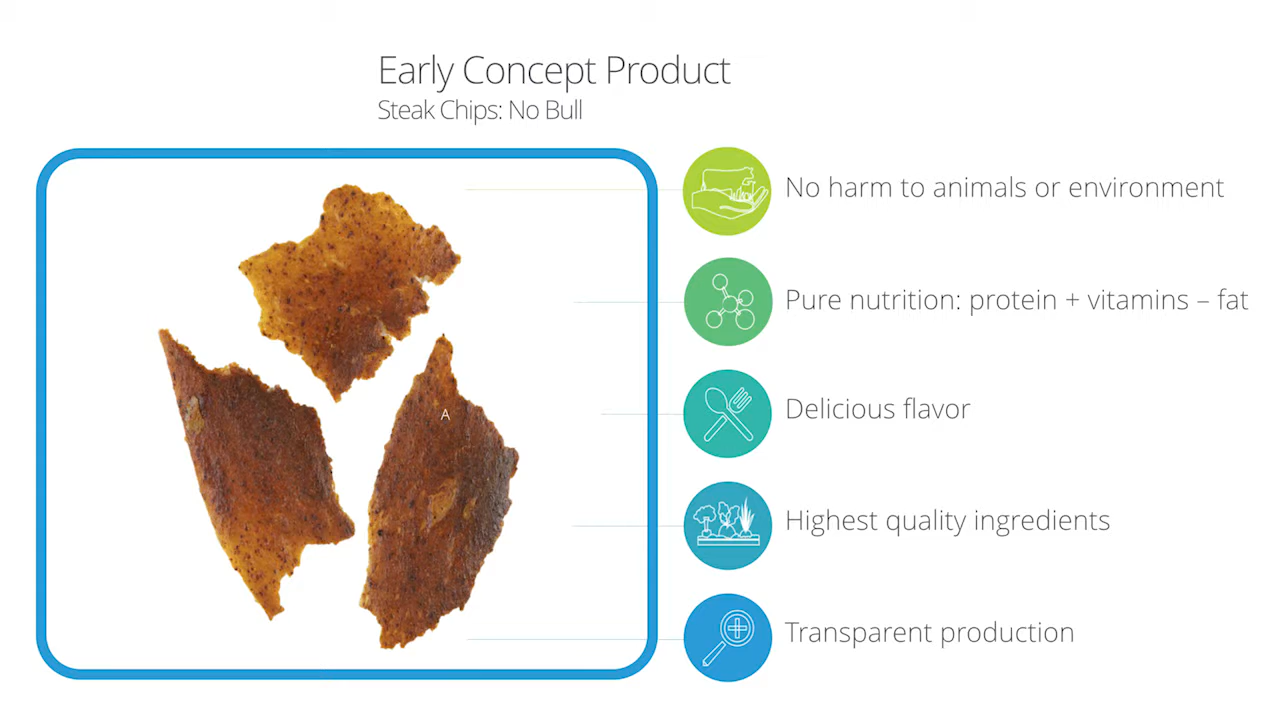 Early Concept Product
Steak Chips: No Bull
No harm to animals or environment
Pure nutrition: protein + vitamins – fat
A
Delicious flavor
Highest quality ingredients
Transparent production